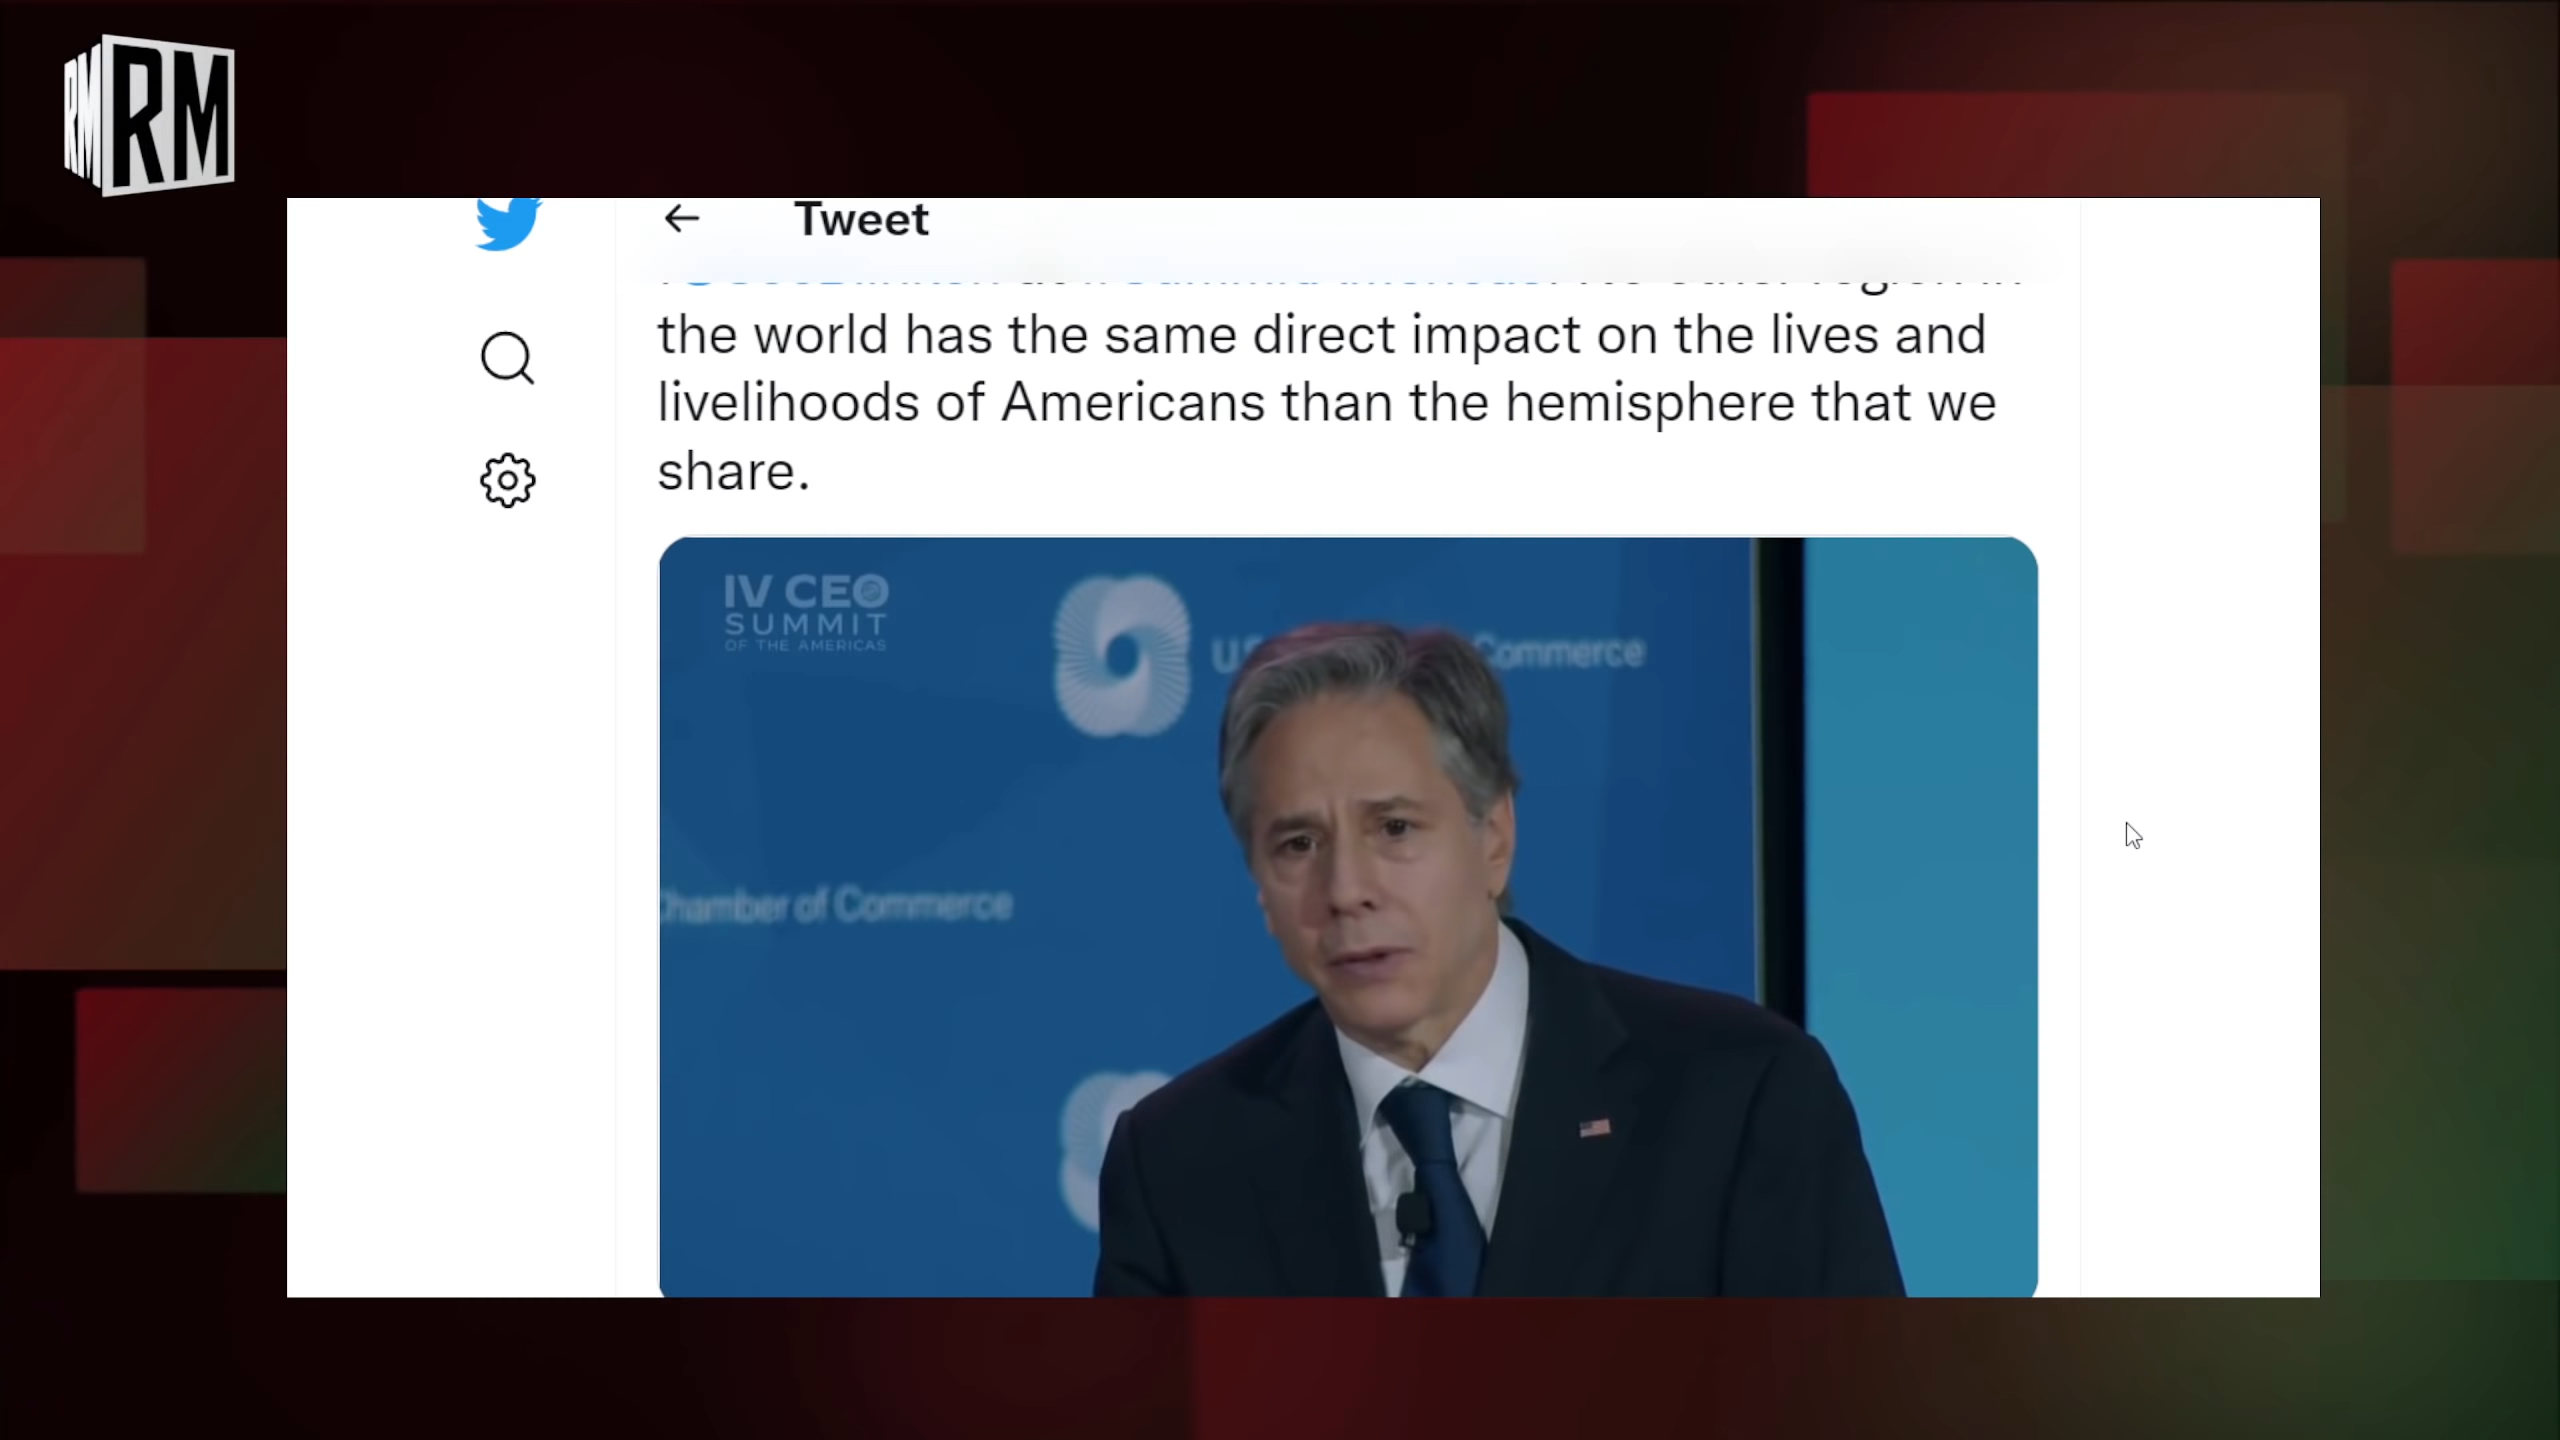 RM RM
Tweet
the world has the same direct impact on the lives and
livelihoods of Americans than the hemisphere that we
share.
IV CEO
SUMMIT
OF THE AMERICAS
Commerce
Chamber of Commerce